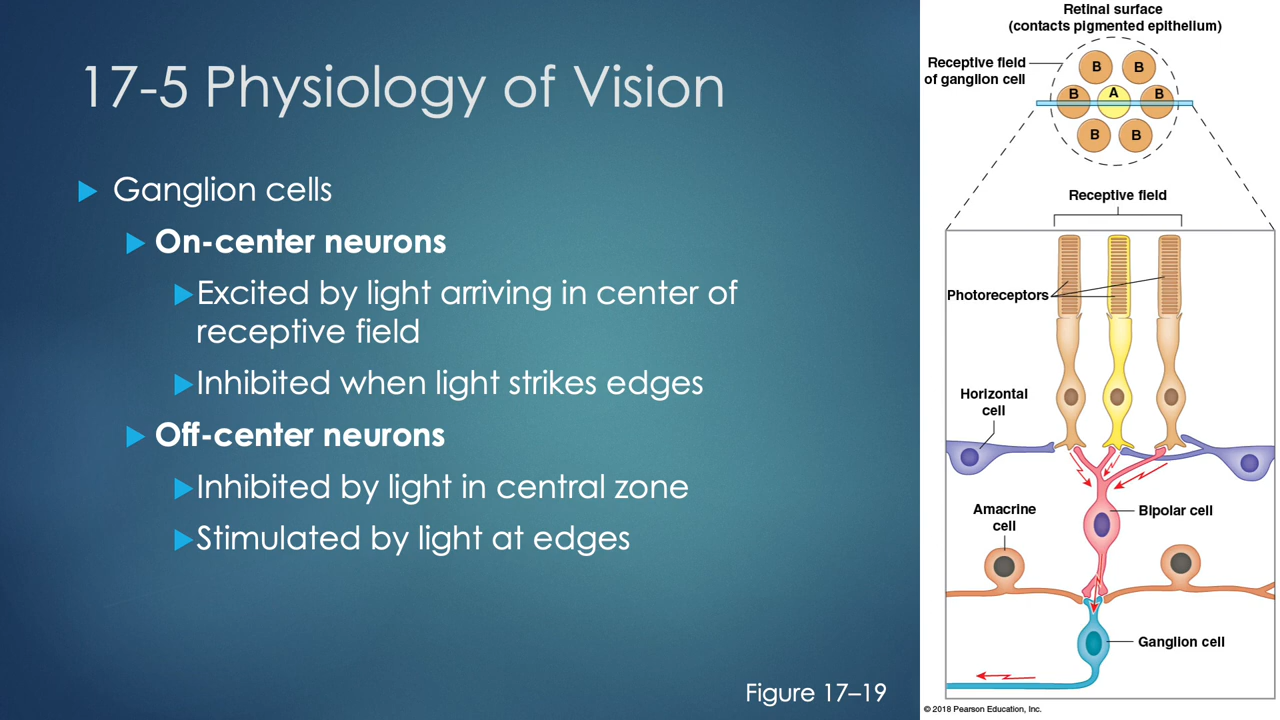 17-5 Physiology of Vision
Ganglion cells
On-center neurons
Excited by light arriving in center of
receptive field
Inhibited when light strikes edges
Off-center neurons
Inhibited by light in central zone
Stimulated by light at edges
Figure 17–19
Retinal surface
(contacts pigmented epithelium)
Receptive field
of ganglion cell
B
B
B
A
B
B
B
Receptive field
Photoreceptors
Horizontal
cell
Amacrine
cell
Bipolar cell
Ganglion cell
© 2018 Pearson Education, Inc.